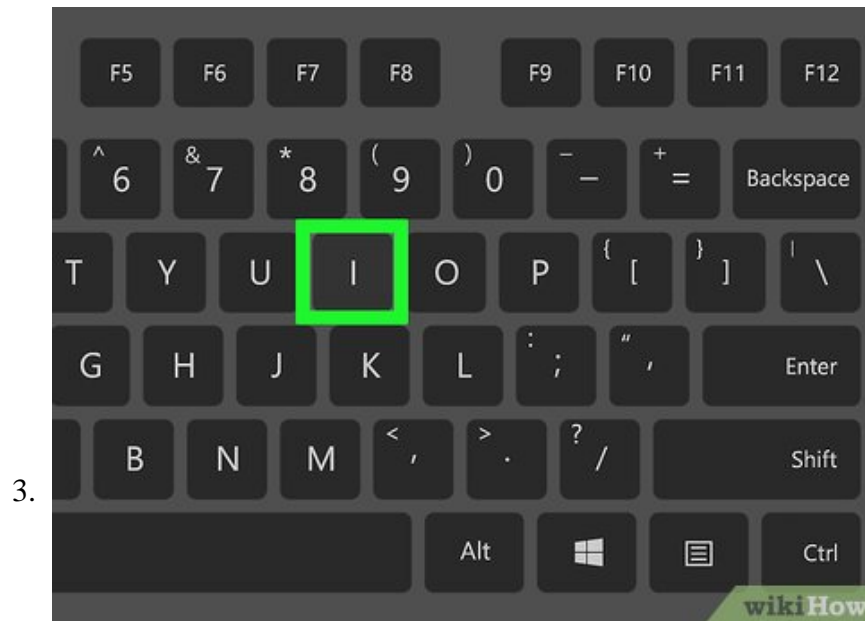 F5 F6 F7 F8 F9 F10 F11 F12
^ 6 & 7 * 8 ( 9 ) 0 – – + = Backspace
T Y U I O P { [ } ] | \
G H J K L : ; " ' Enter
B N M < , > . ? / Shift
3.
Alt Ctrl
wikiHow